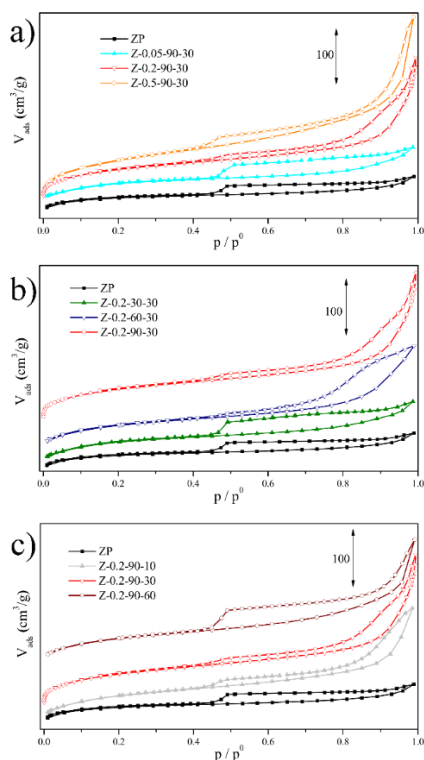 a)
ZP
Z-0.05-90-30
Z-0.2-90-30
Z-0.5-90-30
100
V_ads (cm³/g)
0.0 0.2 0.4 0.6 0.8 1.0
p / p⁰
b)
ZP
Z-0.2-30-30
Z-0.2-60-30
Z-0.2-90-30
100
V_ads (cm³/g)
0.0 0.2 0.4 0.6 0.8 1.0
p / p⁰
c)
ZP
Z-0.2-90-10
Z-0.2-90-30
Z-0.2-90-60
100
V_ads (cm³/g)
0.0 0.2 0.4 0.6 0.8 1.0
p / p⁰